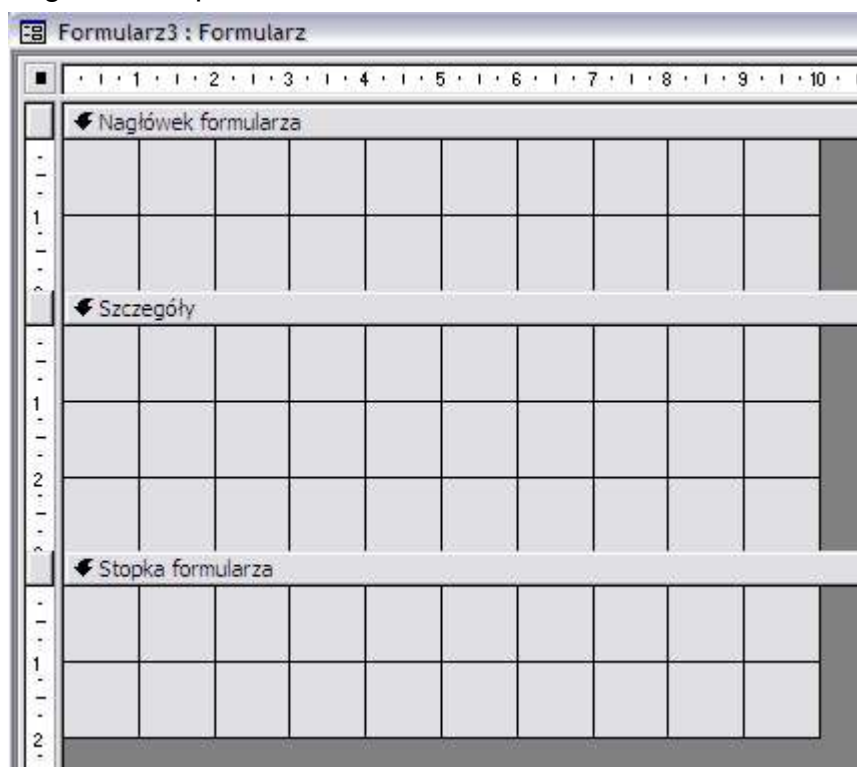 Formularz3 : Formularz
1 2 3 4 5 6 7 8 9 10
Nagłówek formularza
1
Szczegóły
1
2
Stopka formularza
1
2